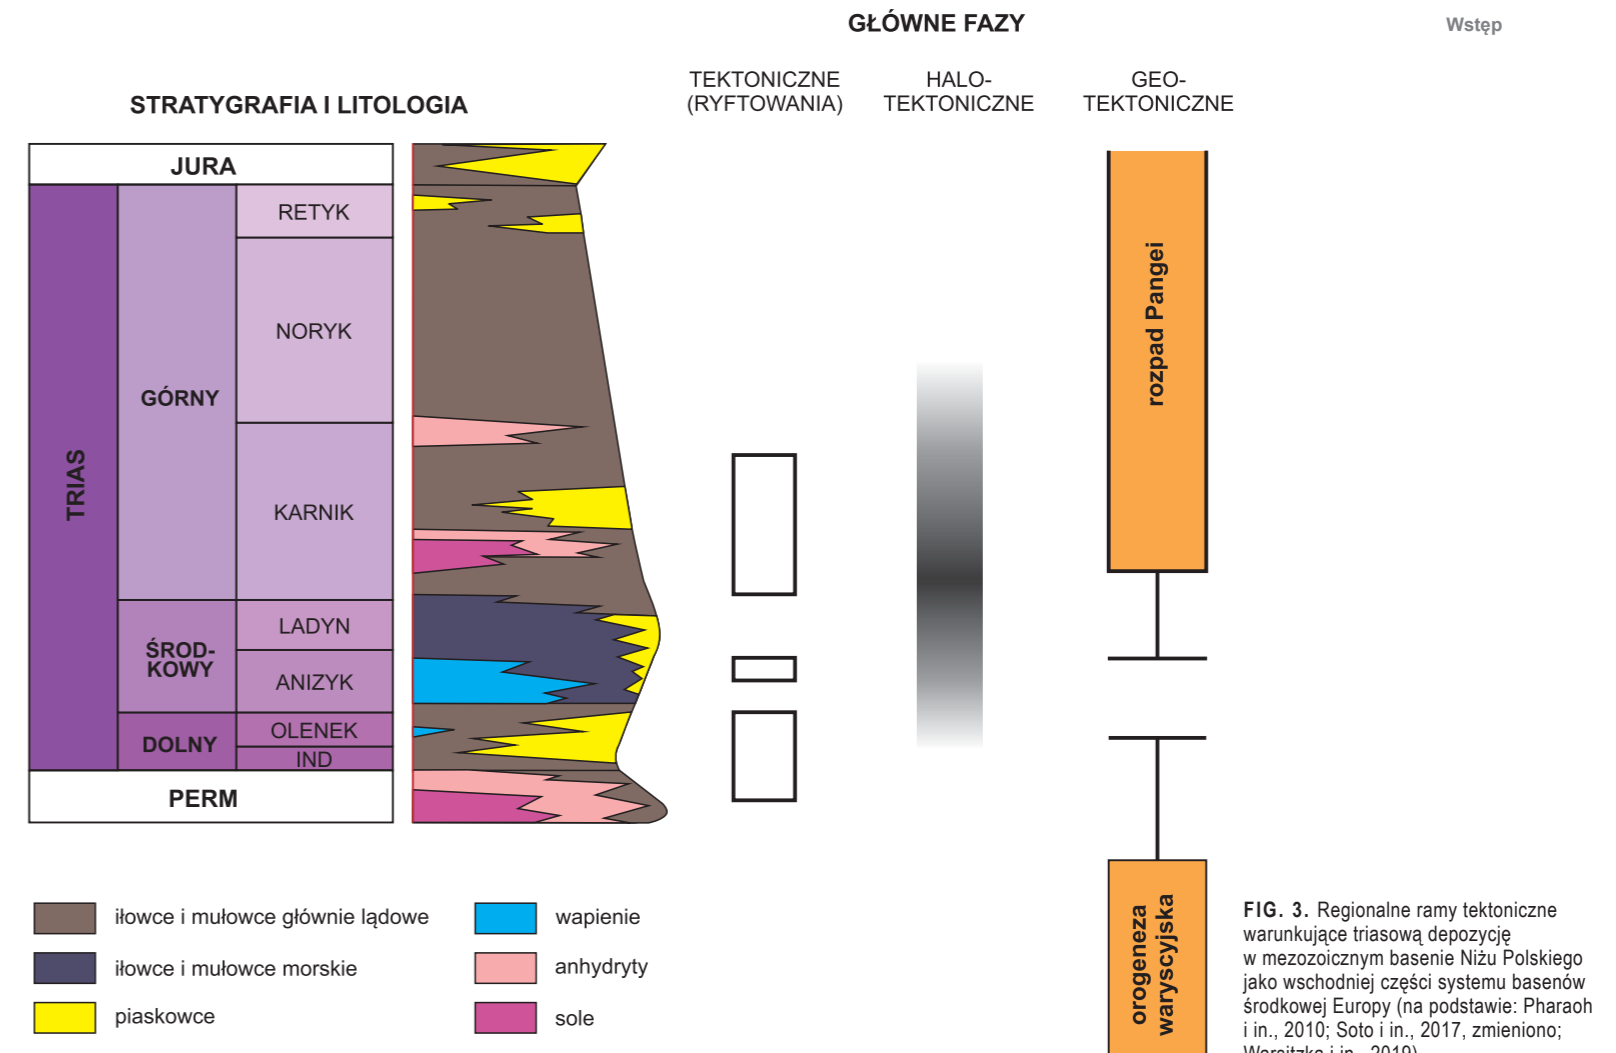 GŁÓWNE FAZY
Wstęp
STRATYGRAFIA I LITOLOGIA
TEKTONICZNE
(RYFTOWANIA)
HALO-
TEKTONICZNE
GEO-
TEKTONICZNE
JURA
TRIAS
GÓRNY
RETYK
NORYK
KARNIK
ŚROD-
KOWY
LADYN
ANIZYK
DOLNY
OLENEK
IND
PERM
rozpad Pangei
orogeneza
waryscyjska
iłowce i mułowce głównie lądowe
iłowce i mułowce morskie
piaskowce
wapienie
anhydryty
sole
FIG. 3. Regionalne ramy tektoniczne
warunkujące triasową depozycję
w mezozoicznym basenie Niżu Polskiego
jako wschodniej części systemu basenów
środkowej Europy (na podstawie: Pharaoh
i in., 2010; Soto i in., 2017, zmieniono;
i in., 2019)